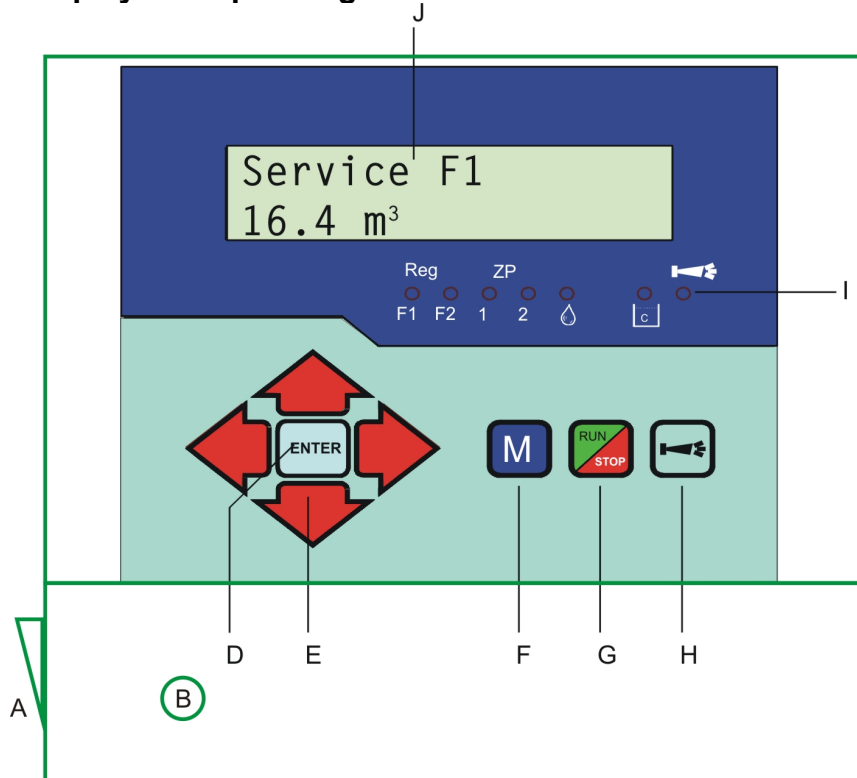 J
Service F1
16.4 m³
Reg ZP
I
F1 F2 1 2 c
ENTER M RUN
STOP
D E F G H
A B